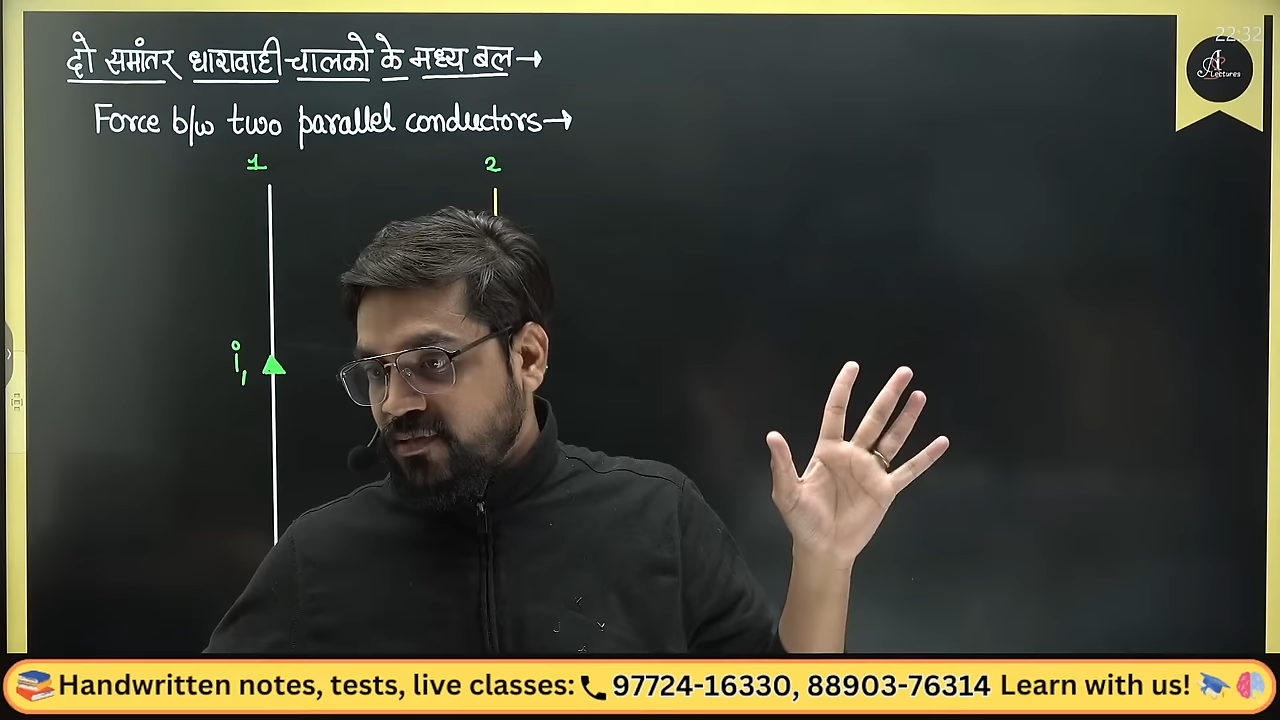 22:32
दो समांतर धारावाही चालको के मध्य बल→
A Lectures
Force b/w two parallel conductors→
1 2
i,
Handwritten notes, tests, live classes: 97724-16330, 88903-76314 Learn with us!